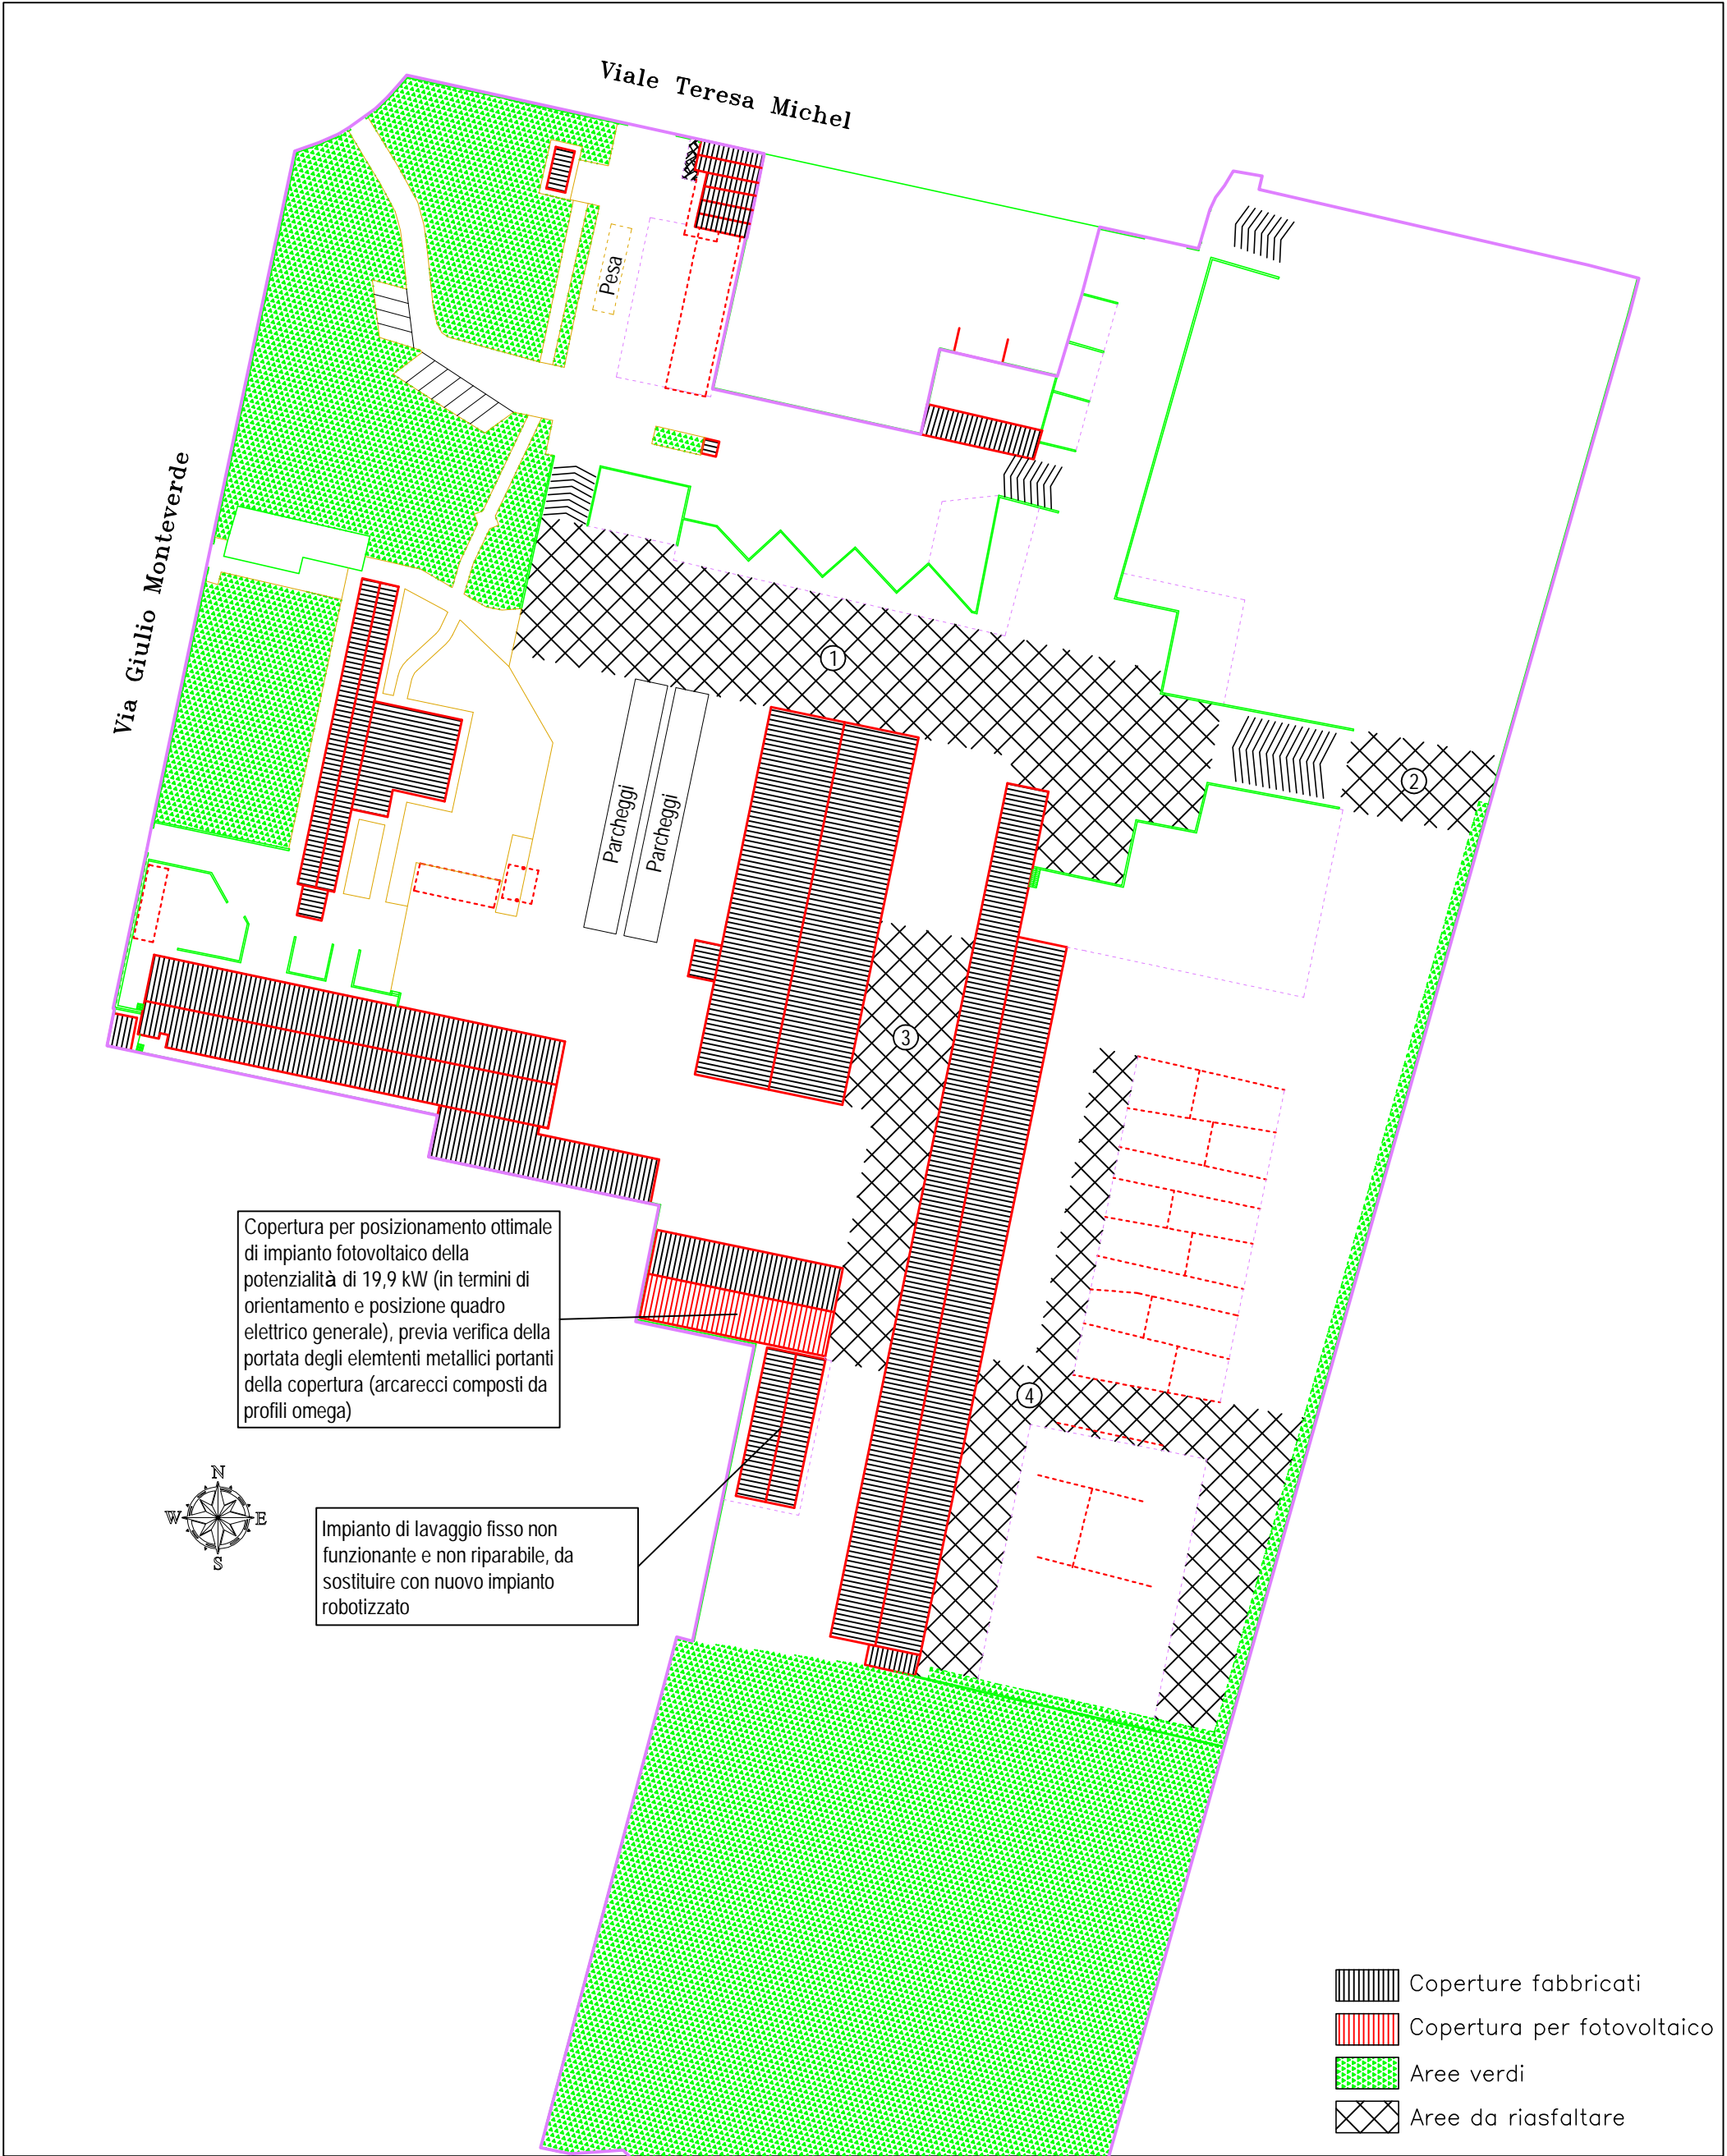 Viale Teresa Michel
Via Giulio Monteverde
Pesa
1
2
Parcheggi
Parcheggi
3
4
Copertura per posizionamento ottimale
di impianto fotovoltaico della
potenzialità di 19,9 kW (in termini di
orientamento e posizione quadro
elettrico generale), previa verifica della
portata degli elemtenti metallici portanti
della copertura (arcarecci composti da
profili omega)
N
W E
S
Impianto di lavaggio fisso non
funzionante e non riparabile, da
sostituire con nuovo impianto
robotizzato
Coperture fabbricati
Copertura per fotovoltaico
Aree verdi
Aree da riasfaltare